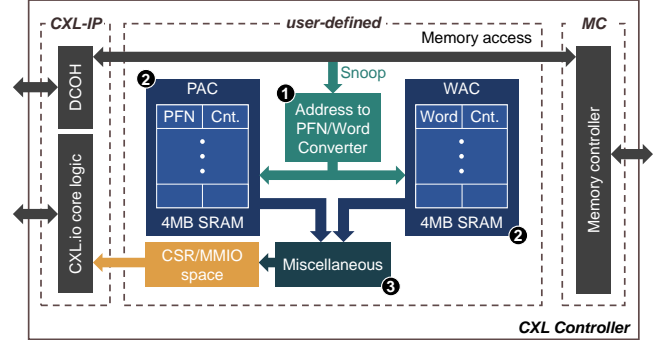 CXL-IP
user-defined
MC
Memory access
DCOH
Snoop
2
PAC
PFN Cnt.
4MB SRAM
1
Address to
PFN/Word
Converter
WAC
Word Cnt.
4MB SRAM
2
Memory controller
CXL.io core logic
CSR/MMIO
space
Miscellaneous
3
CXL Controller